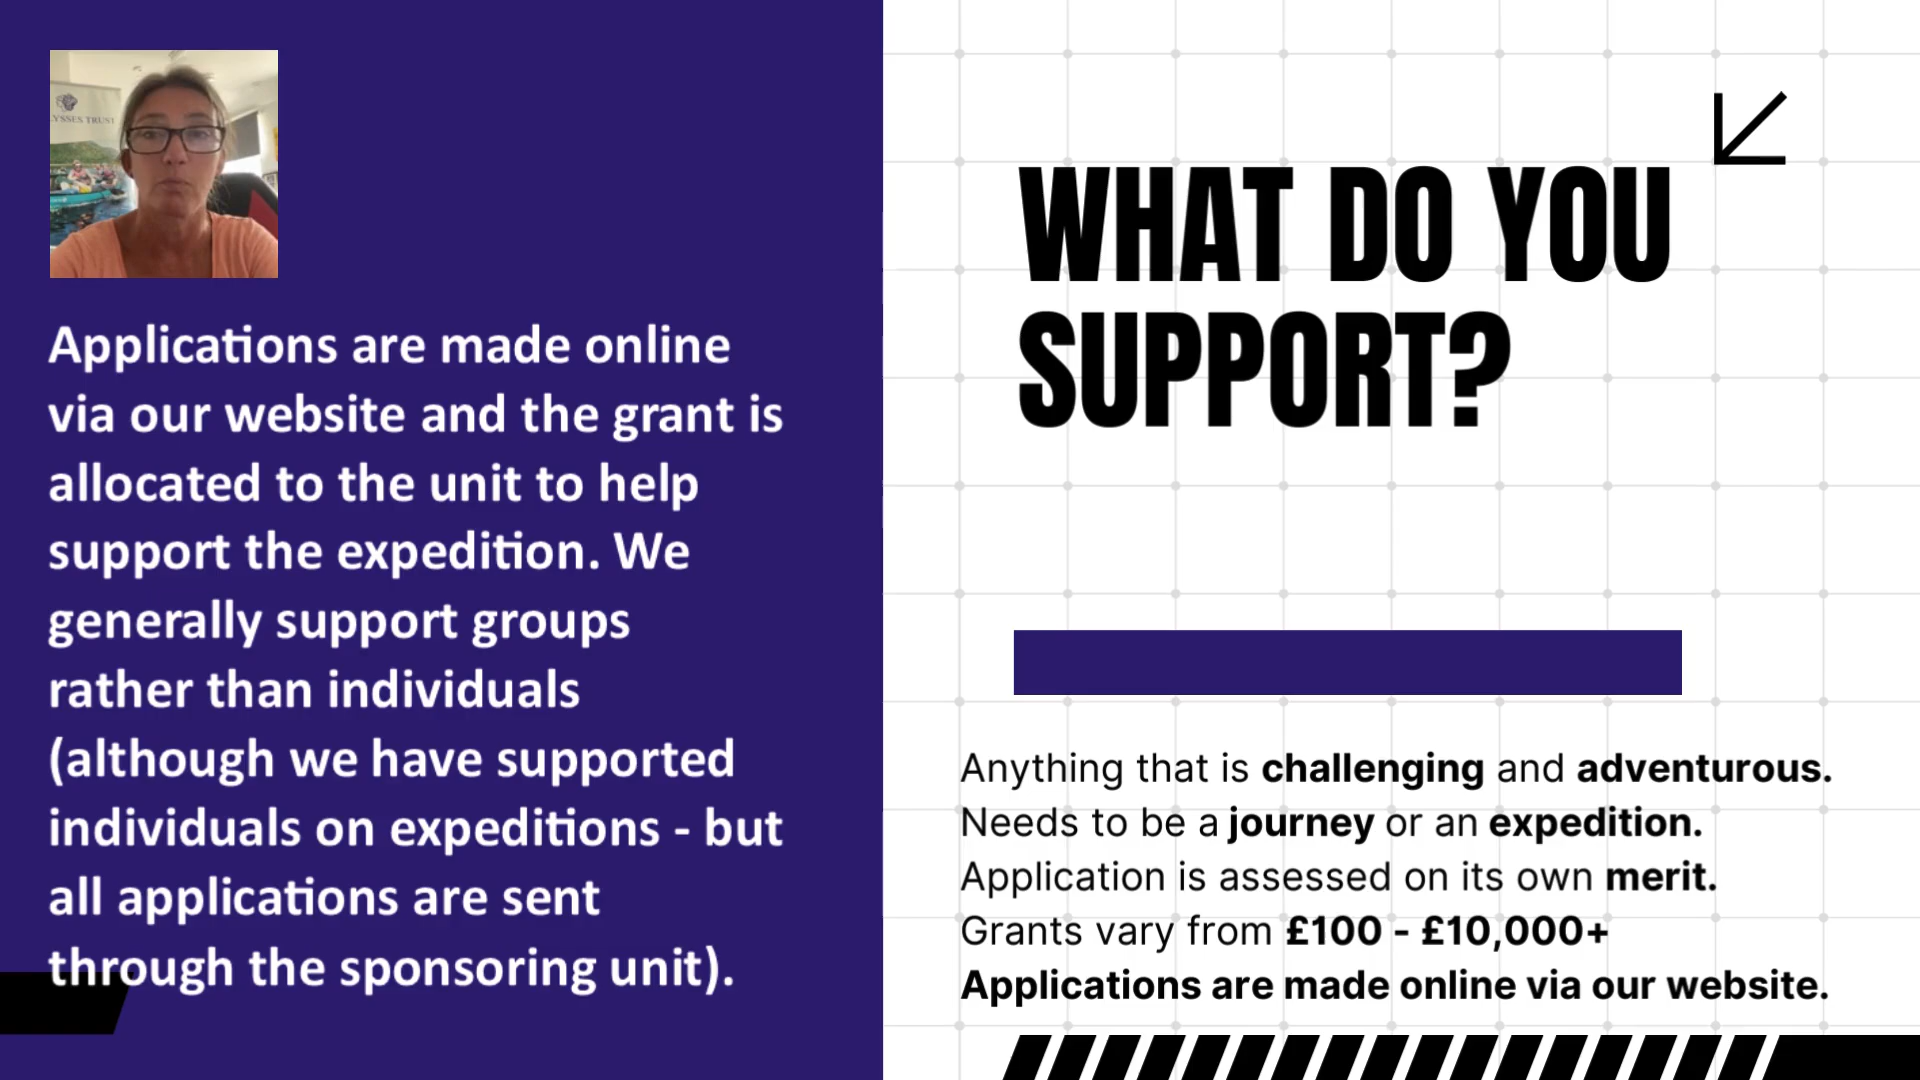 YSSES TRUST
Applications are made online
via our website and the grant is
allocated to the unit to help
support the expedition. We
generally support groups
rather than individuals
(although we have supported
individuals on expeditions - but
all applications are sent
through the sponsoring unit).
WHAT DO YOU
SUPPORT?
Anything that is challenging and adventurous.
Needs to be a journey or an expedition.
Application is assessed on its own merit.
Grants vary from £100 - £10,000+
Applications are made online via our website.